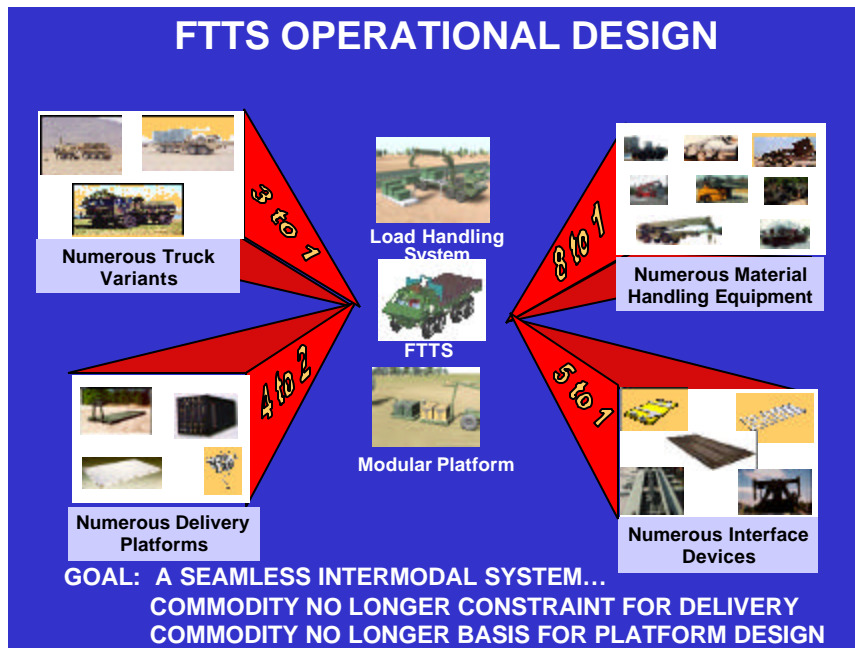 FTTS OPERATIONAL DESIGN
3 to 1
Numerous Truck
Variants
Load Handling
System
FTTS
Modular Platform
8 to 1
Numerous Material
Handling Equipment
4 to 2
Numerous Delivery
Platforms
5 to 1
Numerous Interface
Devices
GOAL: A SEAMLESS INTERMODAL SYSTEM…
COMMODITY NO LONGER CONSTRAINT FOR DELIVERY
COMMODITY NO LONGER BASIS FOR PLATFORM DESIGN